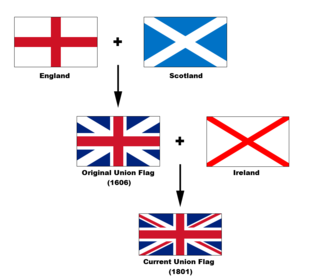 England
Scotland
Original Union Flag
(1606)
Ireland
Current Union Flag
(1801)